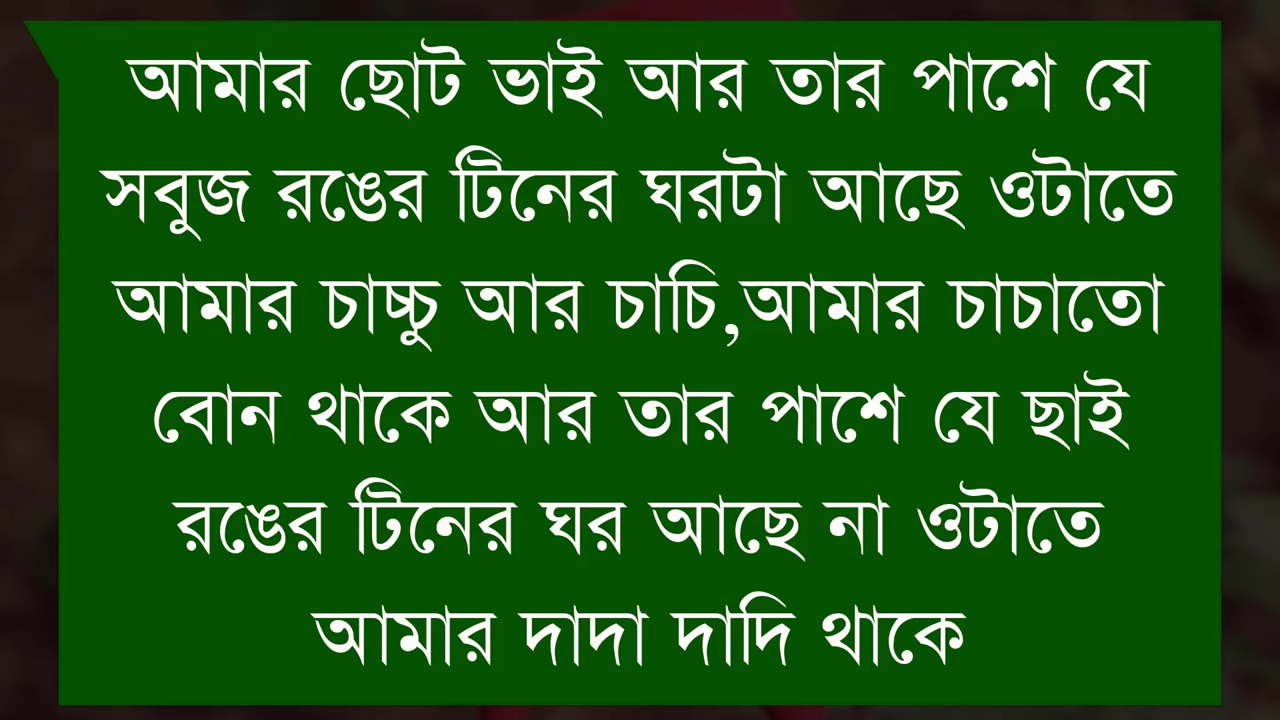 আমার ছোট ভাই আর তার পাশে যে
সবুজ রঙের টিনের ঘরটা আছে ওটাতে
আমার চাচ্চু আর চাচি,আমার চাচাতো
বোন থাকে আর তার পাশে যে ছাই
রঙের টিনের ঘর আছে না ওটাতে
আমার দাদা দাদি থাকে